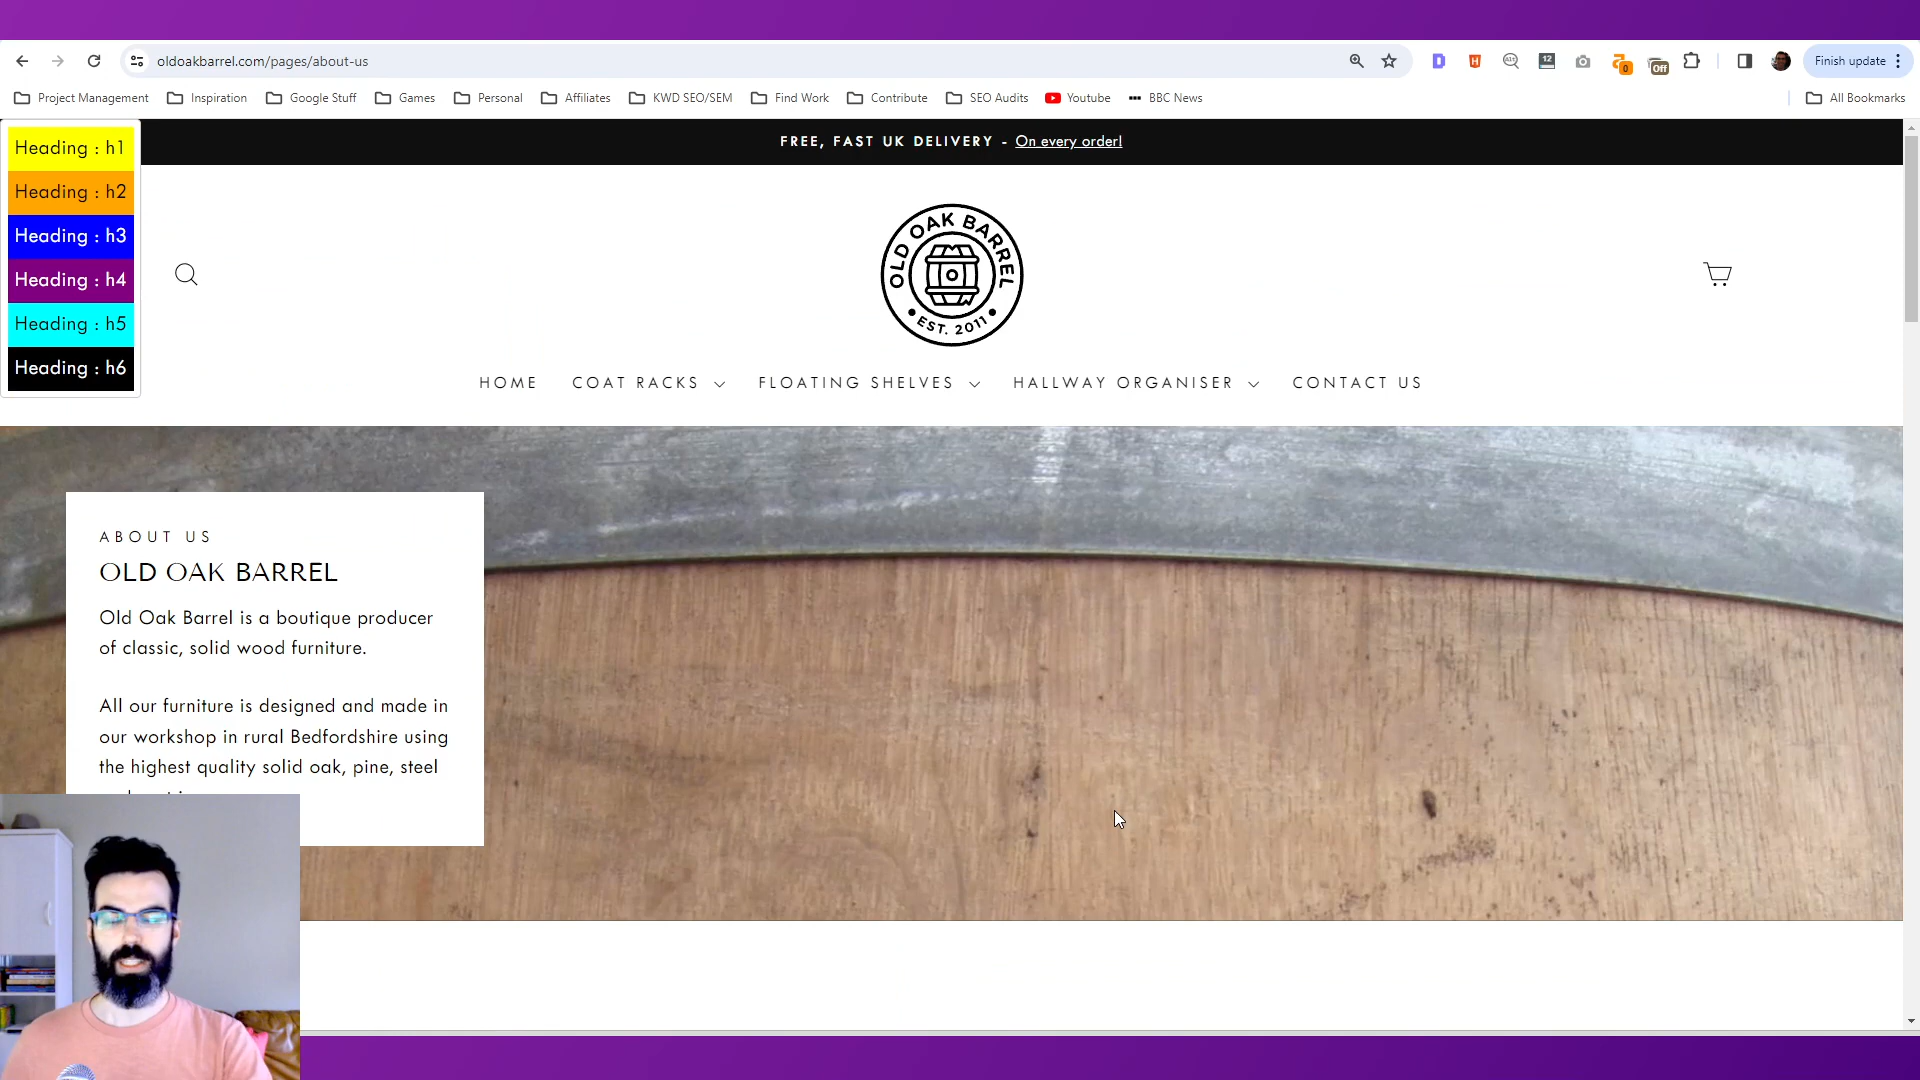 oldoakbarrel.com/pages/about-us
Finish update
Project Management
Inspiration
Google Stuff
Games
Personal
Affiliates
KWD SEO/SEM
Find Work
Contribute
SEO Audits
Youtube
BBC News
All Bookmarks
12
0
Off
FREE, FAST UK DELIVERY - On every order!
Heading : h1
Heading : h2
Heading : h3
Heading : h4
Heading : h5
Heading : h6
OLD OAK BARREL
EST. 2011
HOME
COAT RACKS
FLOATING SHELVES
HALLWAY ORGANISER
CONTACT US
ABOUT US
OLD OAK BARREL
Old Oak Barrel is a boutique producer
of classic, solid wood furniture.
All our furniture is designed and made in
our workshop in rural Bedfordshire using
the highest quality solid oak, pine, steel